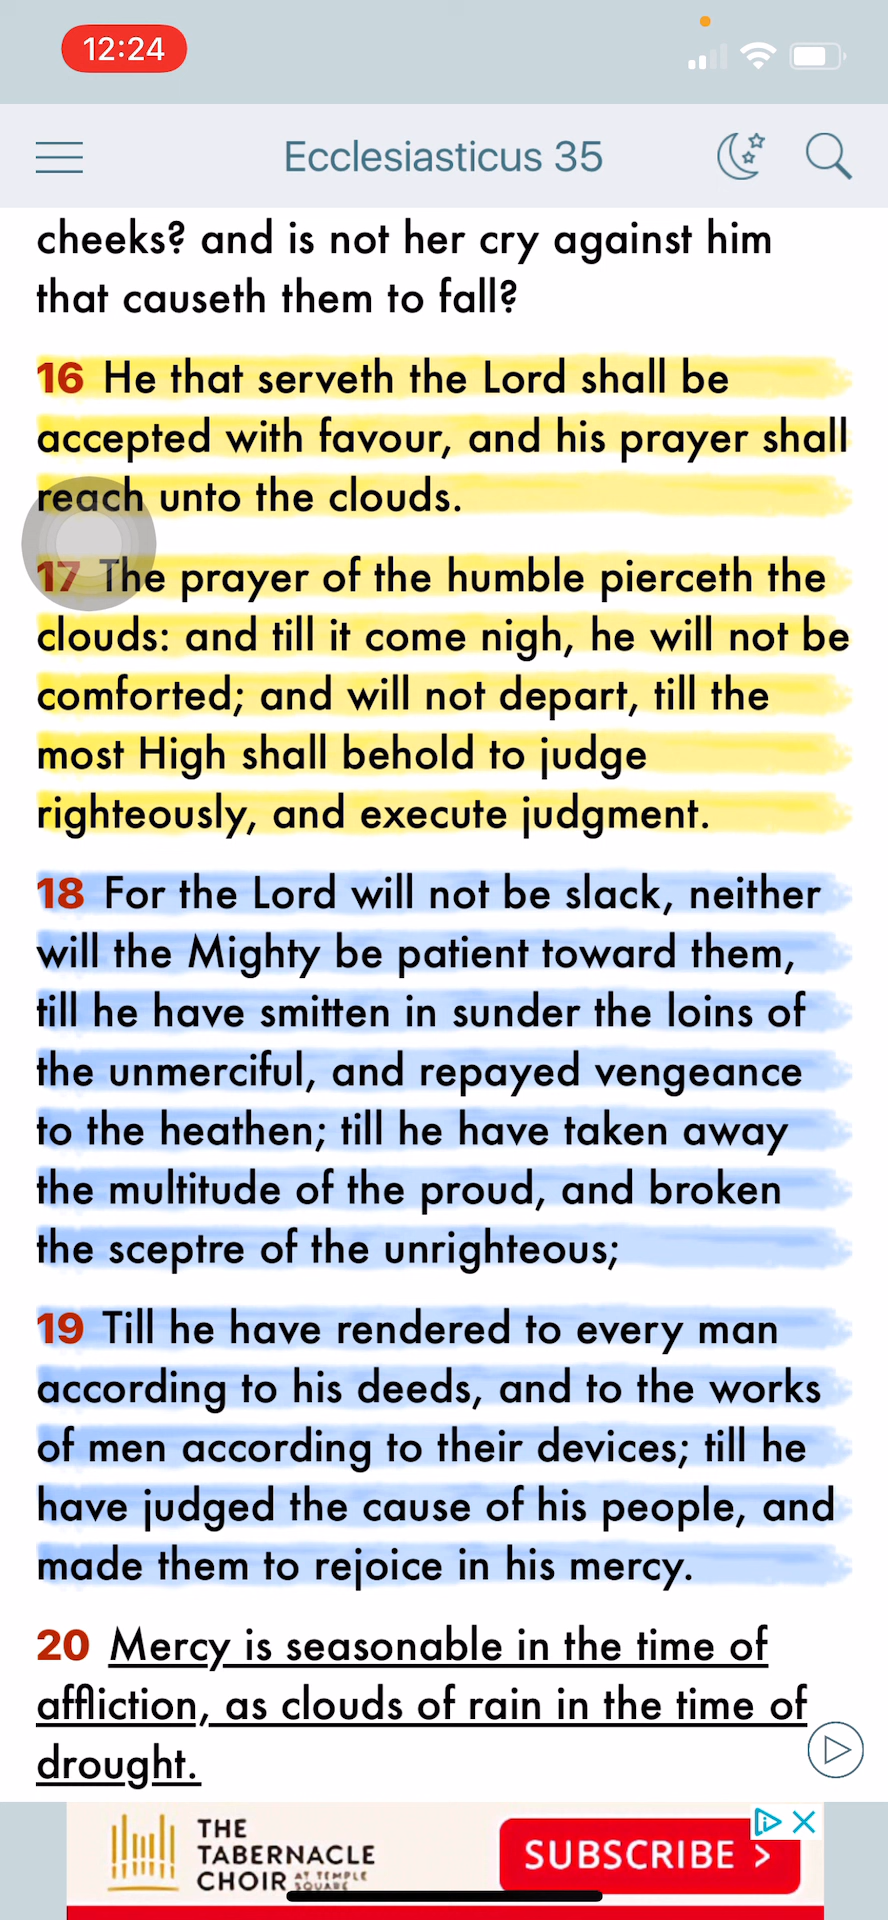 12:24
Ecclesiasticus 35
cheeks? and is not her cry against him
that causeth them to fall?
16 He that serveth the Lord shall be
accepted with favour, and his prayer shall
reach unto the clouds.
17 The prayer of the humble pierceth the
clouds: and till it come nigh, he will not be
comforted; and will not depart, till the
most High shall behold to judge
righteously, and execute judgment.
18 For the Lord will not be slack, neither
will the Mighty be patient toward them,
till he have smitten in sunder the loins of
the unmerciful, and repayed vengeance
to the heathen; till he have taken away
the multitude of the proud, and broken
the sceptre of the unrighteous;
19 Till he have rendered to every man
according to his deeds, and to the works
of men according to their devices; till he
have judged the cause of his people, and
made them to rejoice in his mercy.
20 Mercy is seasonable in the time of
affliction, as clouds of rain in the time of
drought.
THE
TABERNACLE
CHOIR AT TEMPLE
SQUARE
SUBSCRIBE >